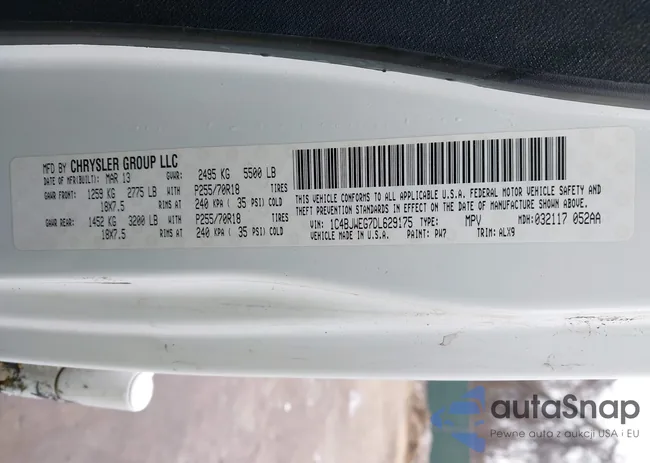 MFD BY CHRYSLER GROUP LLC
DATE OF MFR(BUILT): MAR 13 GVWR: 2495 KG 5500 LB
GAWR FRONT: 1259 KG 2775 LB WITH P255/70R18 TIRES
18X7.5 RIMS AT 240 KPA ( 35 PSI) COLD
GAWR REAR: 1452 KG 3200 LB WITH P255/70R18 TIRES
18X7.5 RIMS AT 240 KPA ( 35 PSI) COLD
THIS VEHICLE CONFORMS TO ALL APPLICABLE U.S.A. FEDERAL MOTOR VEHICLE SAFETY AND
THEFT PREVENTION STANDARDS IN EFFECT ON THE DATE OF MANUFACTURE SHOWN ABOVE.
VIN: 1C4BJWEG7DL629175 TYPE: MPV MDH:032117 052AA
VEHICLE MADE IN U.S.A. PAINT: PW7 TRIM: ALX9
autaSnap
Pewne auta z aukcji USA i EU